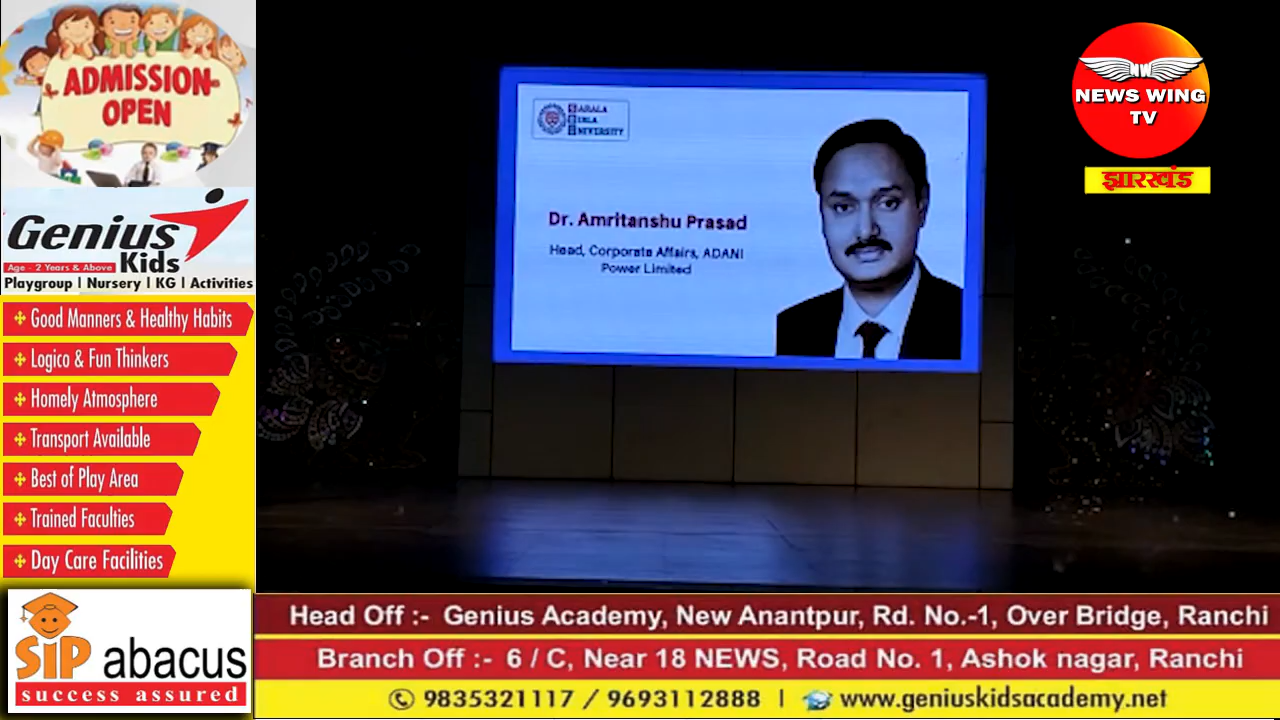 ADMISSION
OPEN
Genius
Kids
Age - 2 Years & Above
Playgroup | Nursery | KG | Activities
Good Manners & Healthy Habits
Logico & Fun Thinkers
Homely Atmosphere
Transport Available
Best of Play Area
Trained Faculties
Day Care Facilities
SIP abacus
success assured
SARALA
BIRLA
UNIVERSITY
Dr. Amritanshu Prasad
Head, Corporate Affairs, ADANI
Power Limited
NW
NEWS WING
TV
झारखंड
Head Off :- Genius Academy, New Anantpur, Rd. No.-1, Over Bridge, Ranchi
Branch Off :- 6 / C, Near 18 NEWS, Road No. 1, Ashok nagar, Ranchi
9835321117 / 9693112888 | www.geniuskidsacademy.net